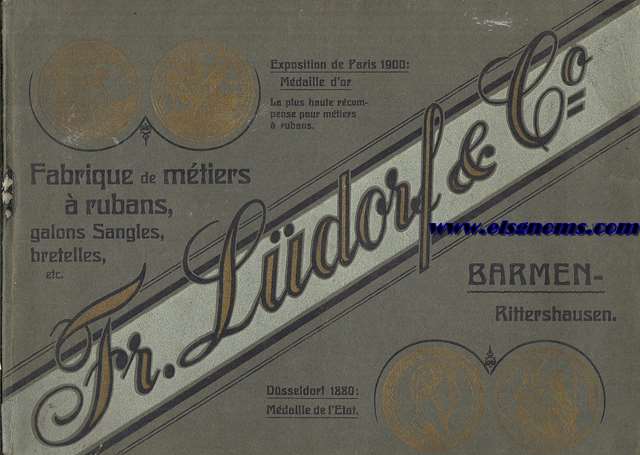 Exposition de Paris 1900:
Médaille d'or
La plus haute récom-
pense pour métiers
à rubans.
Fabrique de métiers
à rubans,
galons Sangles,
bretelles,
etc.
Fr. Lüdorf & Co
www.elsenems.com
BARMEN-
Rittershausen.
Düsseldorf 1880:
Médaille de l'Etat.